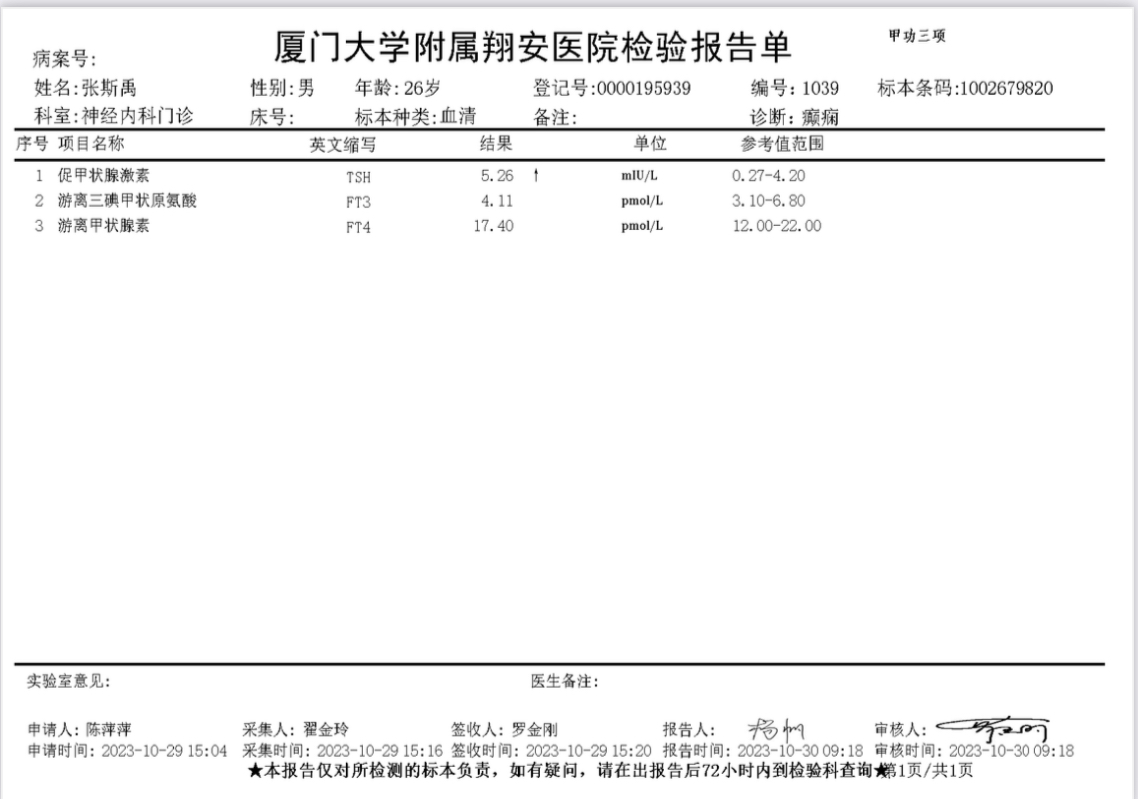 厦门大学附属翔安医院检验报告单 甲功三项
病案号:
姓名:张斯禹 性别:男 年龄:26岁 登记号:0000195939 编号: 1039 标本条码:1002679820
科室:神经内科门诊 床号: 标本种类:血清 备注: 诊断: 癫痫
序号 项目名称 英文缩写 结果 单位 参考值范围
1 促甲状腺激素 TSH 5.26 ↑ mIU/L 0.27-4.20
2 游离三碘甲状原氨酸 FT3 4.11 pmol/L 3.10-6.80
3 游离甲状腺素 FT4 17.40 pmol/L 12.00-22.00
实验室意见: 医生备注:
申请人: 陈萍萍 采集人: 翟金玲 签收人: 罗金刚 报告人: 杨帆 审核人:
申请时间: 2023-10-29 15:04 采集时间: 2023-10-29 15:16 签收时间: 2023-10-29 15:20 报告时间: 2023-10-30 09:18 审核时间: 2023-10-30 09:18
★本报告仅对所检测的标本负责，如有疑问，请在出报告后72小时内到检验科查询★第1页/共1页